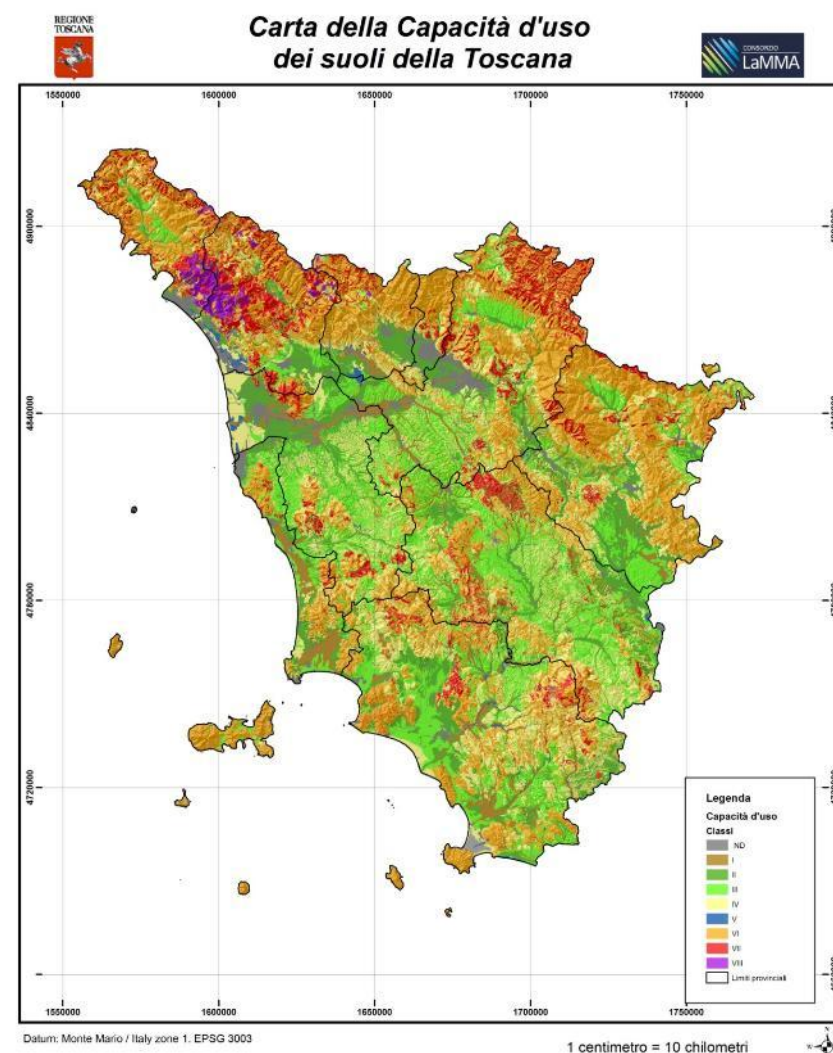 REGIONE
TOSCANA
Carta della Capacità d'uso
dei suoli della Toscana
CONSORZIO
LaMMA
1550000 1600000 1650000 1700000 1750000
4900000
4840000 4840000
4780000
4720000
Legenda
Capacità d'uso
Classi
ND
I
II
III
IV
V
VI
VII
VIII
Limiti provinciali
1550000 1600000 1650000 1700000 1750000
Datum: Monte Mario / Italy zone 1. EPSG 3003
1 centimetro = 10 chilometri